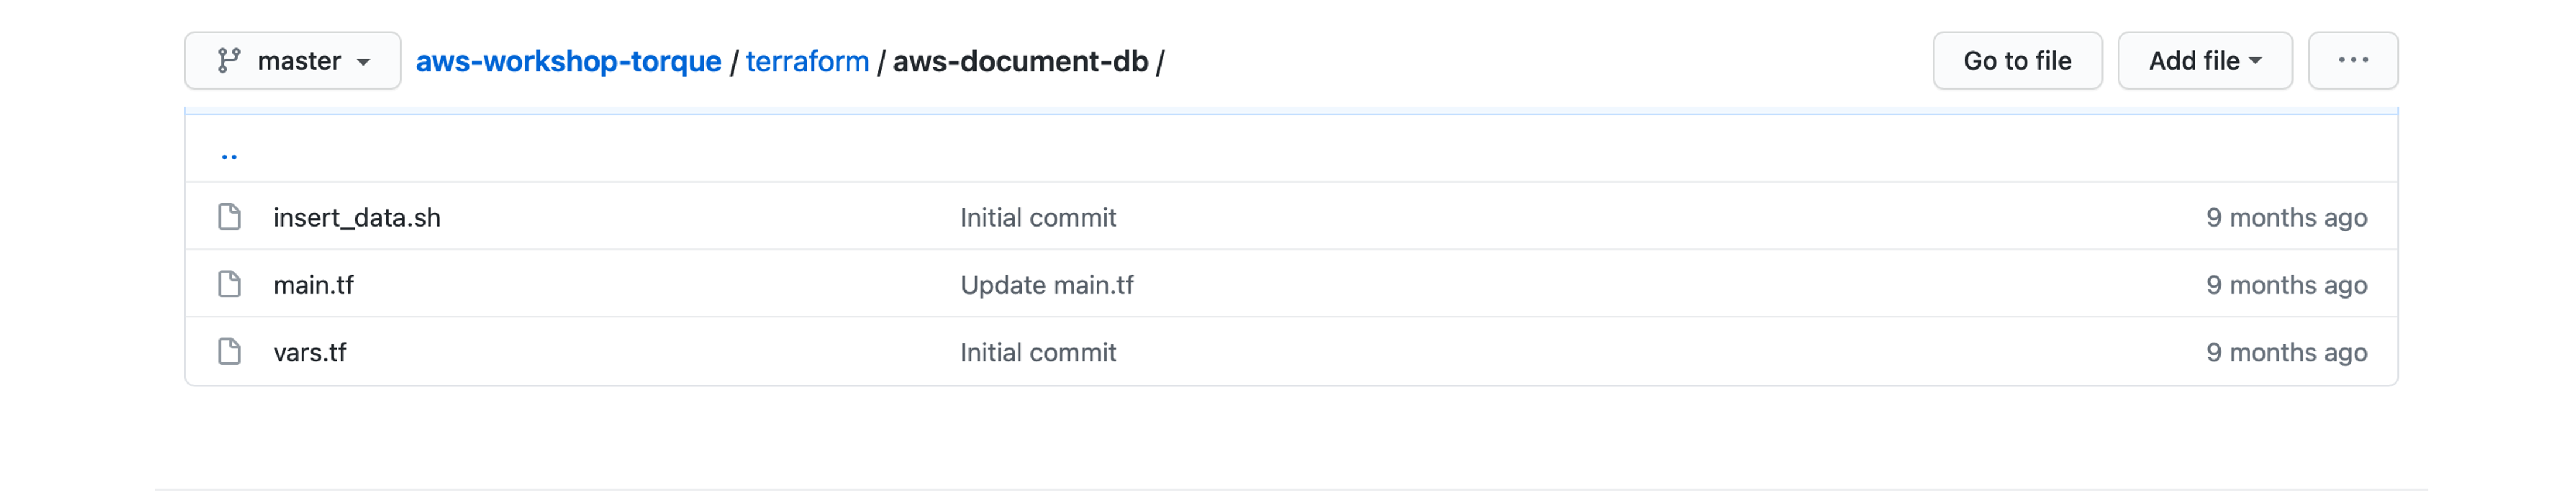 master aws-workshop-torque / terraform / aws-document-db / Go to file Add file ...
..
insert_data.sh Initial commit 9 months ago
main.tf Update main.tf 9 months ago
vars.tf Initial commit 9 months ago